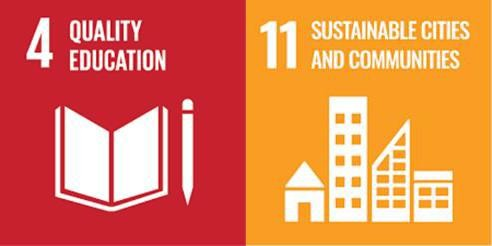 4 QUALITY
EDUCATION
11 SUSTAINABLE CITIES
AND COMMUNITIES